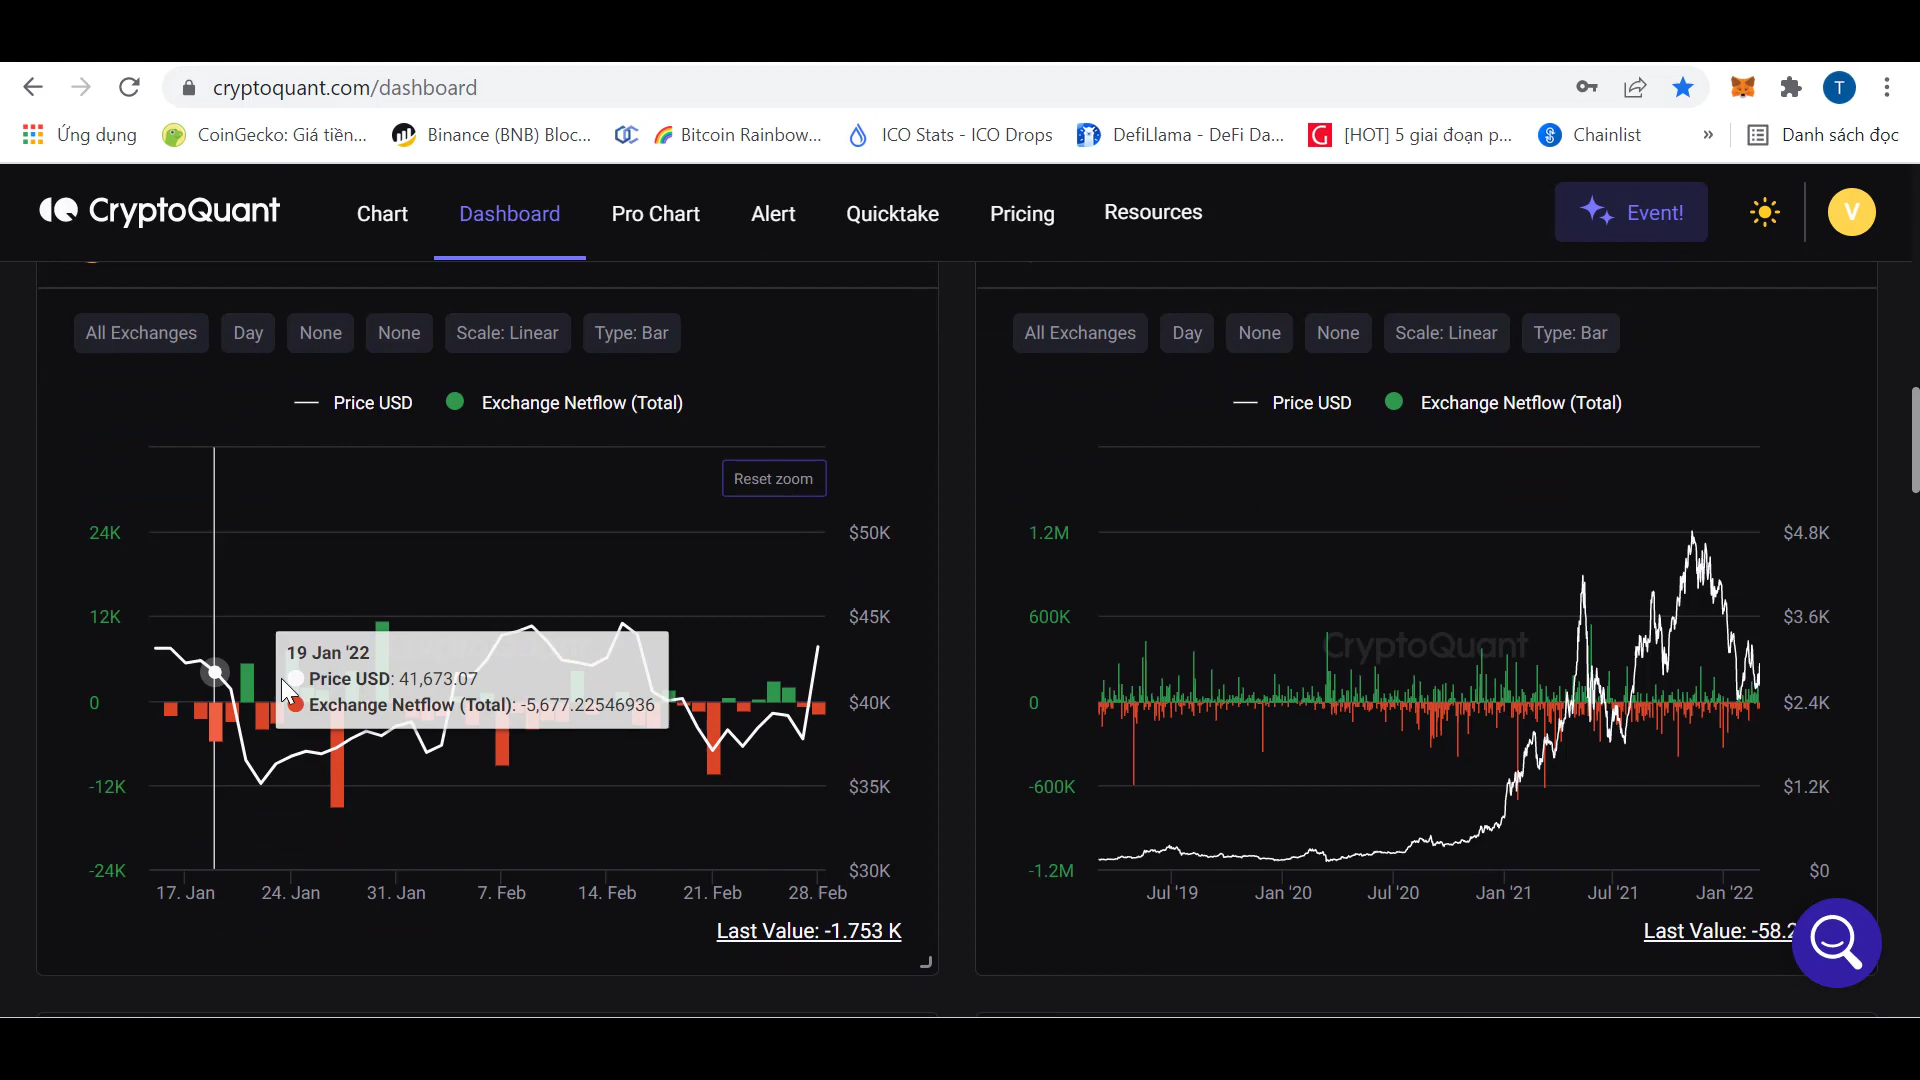 cryptoquant.com/dashboard
T
Ứng dụng
CoinGecko: Giá tiền...
Binance (BNB) Bloc...
Bitcoin Rainbow...
ICO Stats - ICO Drops
DefiLlama - DeFi Da...
[HOT] 5 giai đoạn p...
Chainlist
»
Danh sách đọc
CryptoQuant
Chart
Dashboard
Pro Chart
Alert
Quicktake
Pricing
Resources
Event!
V
All Exchanges
Day
None
None
Scale: Linear
Type: Bar
Price USD
Exchange Netflow (Total)
Reset zoom
24K
12K
0
-12K
-24K
$50K
$45K
$40K
$35K
$30K
19 Jan '22
Price USD: 41,673.07
Exchange Netflow (Total): -5,677.22546936
17. Jan
24. Jan
31. Jan
7. Feb
14. Feb
21. Feb
28. Feb
Last Value: -1.753 K
All Exchanges
Day
None
None
Scale: Linear
Type: Bar
Price USD
Exchange Netflow (Total)
CryptoQuant
1.2M
600K
0
-600K
-1.2M
$4.8K
$3.6K
$2.4K
$1.2K
$0
Jul '19
Jan '20
Jul '20
Jan '21
Jul '21
Jan '22
Last Value: -58.2